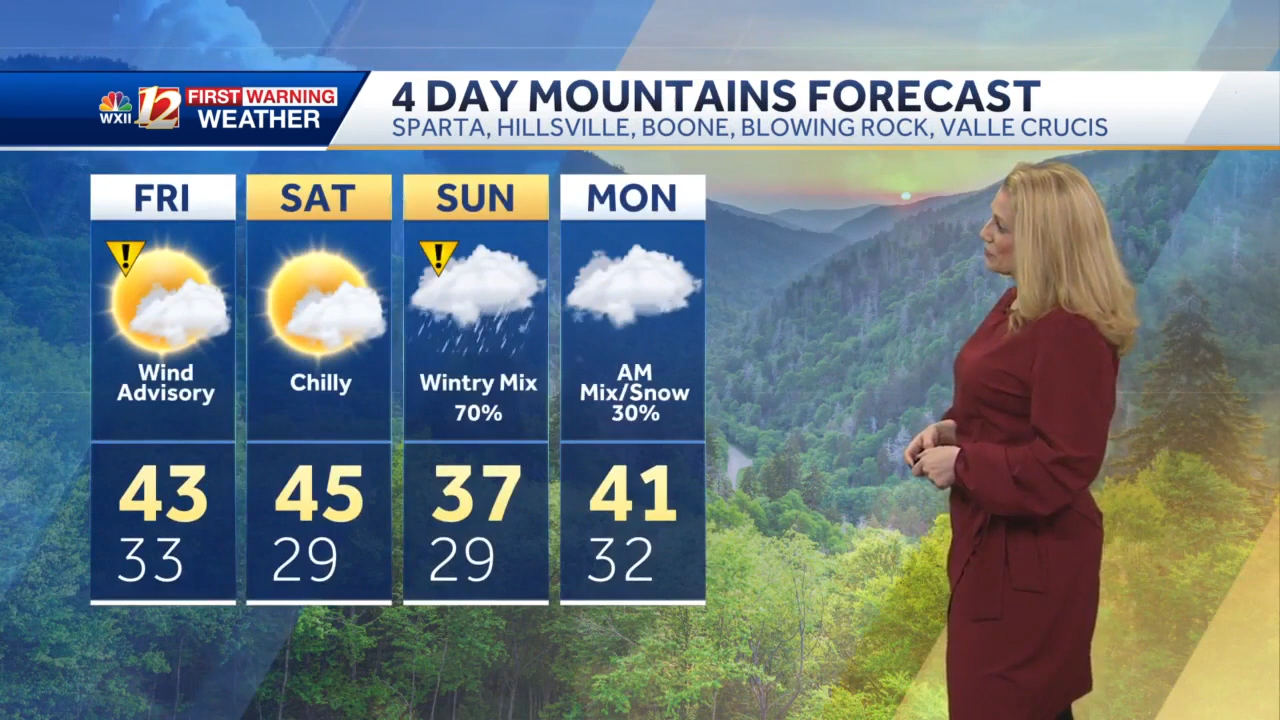 WXII 12 FIRST WARNING WEATHER
4 DAY MOUNTAINS FORECAST
SPARTA, HILLSVILLE, BOONE, BLOWING ROCK, VALLE CRUCIS
FRI
!
Wind
Advisory
43
33
SAT
Chilly
45
29
SUN
!
Wintry Mix
70%
37
29
MON
AM
Mix/Snow
30%
41
32